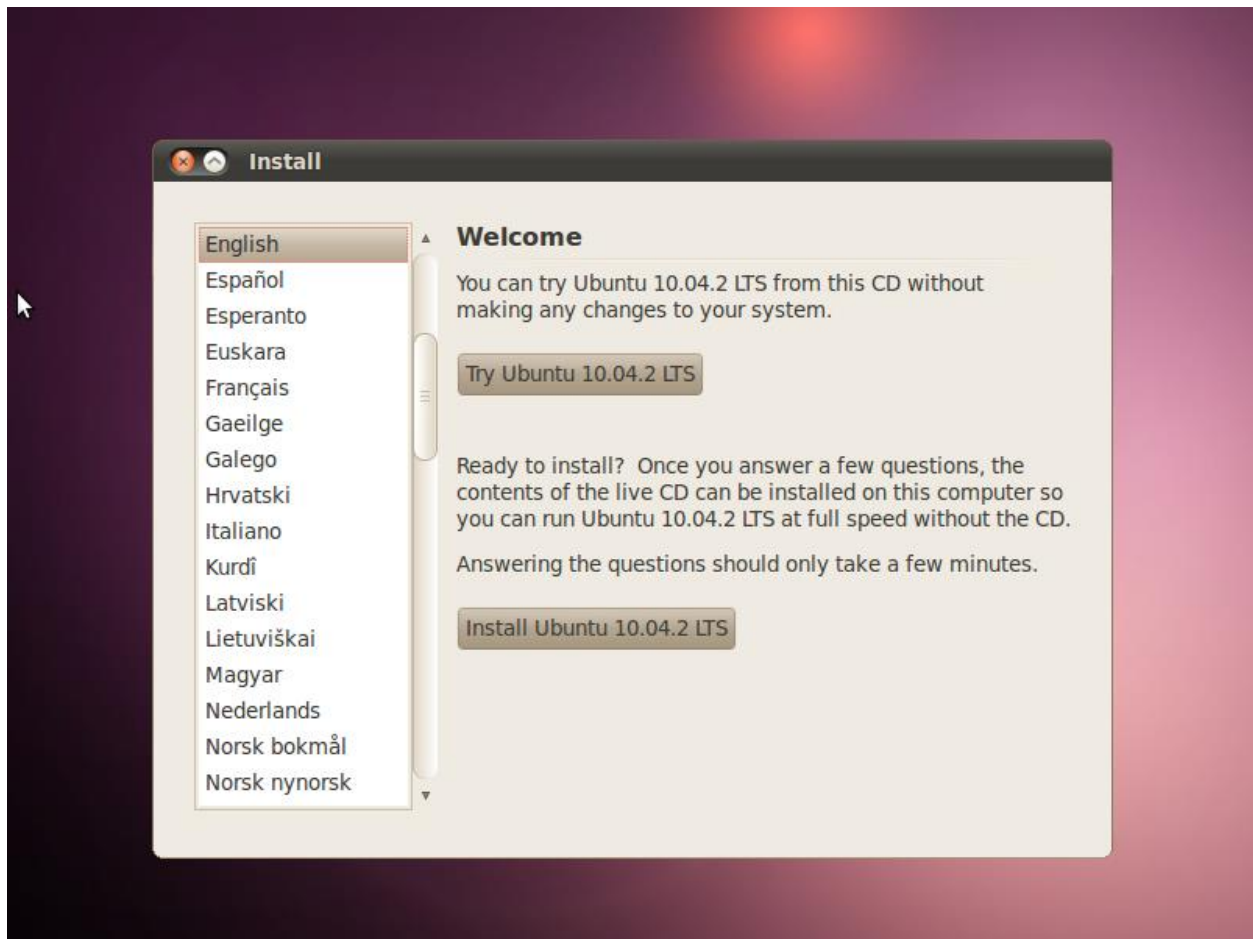 Install
English
Español
Esperanto
Euskara
Français
Gaeilge
Galego
Hrvatski
Italiano
Kurdî
Latviski
Lietuviškai
Magyar
Nederlands
Norsk bokmål
Norsk nynorsk
Welcome
You can try Ubuntu 10.04.2 LTS from this CD without
making any changes to your system.
Try Ubuntu 10.04.2 LTS
Ready to install?  Once you answer a few questions, the
contents of the live CD can be installed on this computer so
you can run Ubuntu 10.04.2 LTS at full speed without the CD.
Answering the questions should only take a few minutes.
Install Ubuntu 10.04.2 LTS